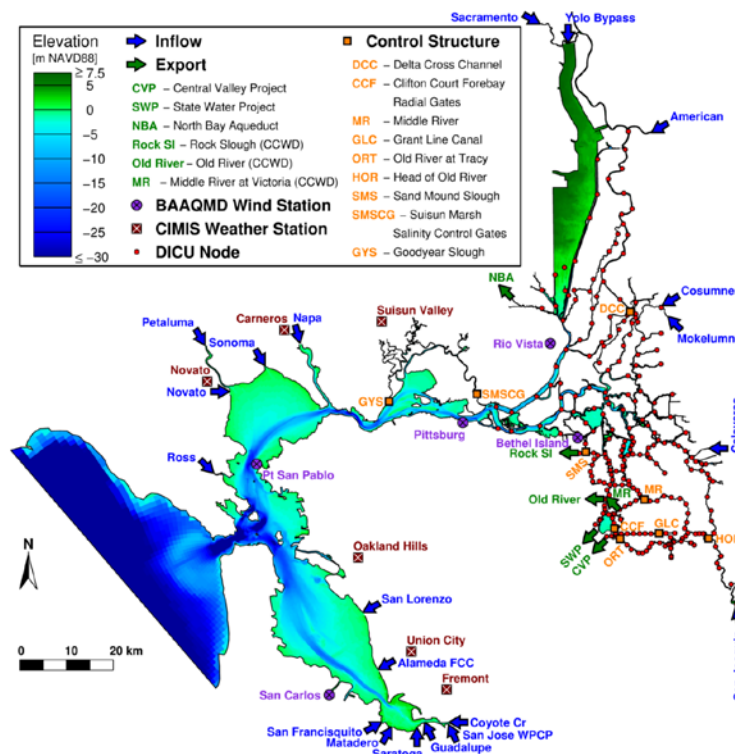 Sacramento
Yolo Bypass
American
Elevation
[m NAVD88]
≥ 7.5
5
0
-5
-10
-15
-20
-25
≤ -30
Inflow
Export
CVP – Central Valley Project
SWP – State Water Project
NBA – North Bay Aqueduct
Rock Sl – Rock Slough (CCWD)
Old River – Old River (CCWD)
MR – Middle River at Victoria (CCWD)
BAAQMD Wind Station
CIMIS Weather Station
DICU Node
Control Structure
DCC – Delta Cross Channel
CCF – Clifton Court Forebay
Radial Gates
MR – Middle River
GLC – Grant Line Canal
ORT – Old River at Tracy
HOR – Head of Old River
SMS – Sand Mound Slough
SMSCG – Suisun Marsh
Salinity Control Gates
GYS – Goodyear Slough
NBA
Cosumne
DCC
Mokelumn
Suisun Valley
Carneros
Napa
Petaluma
Sonoma
Rio Vista
Novato
Novato
GYS
SMSCG
Pittsburg
Bethel Island
Rock Sl
SMS
Ross
Pt San Pablo
Old River
MR
MR
CCF
GLC
HOR
SWP
CVP
ORT
N
Oakland Hills
San Lorenzo
Union City
Alameda FCC
Fremont
0 10 20 km
San Carlos
Coyote Cr
San Francisquito
San Jose WPCP
Matadero
Guadalupe
Saratoga